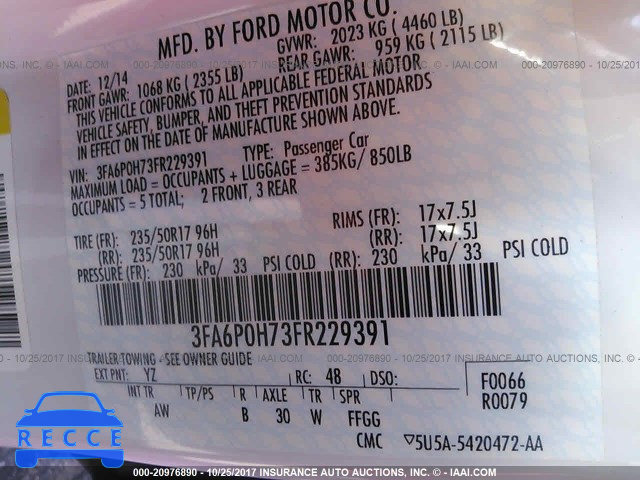 MFD. BY FORD MOTOR CO.
DATE: 12/14 GVWR: 2023 KG ( 4460 LB)
FRONT GAWR: 1068 KG ( 2355 LB) REAR GAWR: 959 KG ( 2115 LB)
THIS VEHICLE CONFORMS TO ALL APPLICABLE FEDERAL MOTOR
VEHICLE SAFETY, BUMPER, AND THEFT PREVENTION STANDARDS
IN EFFECT ON THE DATE OF MANUFACTURE SHOWN ABOVE.
VIN: 3FA6P0H73FR229391 TYPE: Passenger Car
MAXIMUM LOAD = OCCUPANTS + LUGGAGE = 385KG/ 850LB
OCCUPANTS = 5 TOTAL; 2 FRONT, 3 REAR
TIRE (FR): 235/50R17 96H RIMS (FR): 17x7.5J
(RR): 235/50R17 96H (RR): 17x7.5J
PRESSURE (FR): 230 kPa/ 33 PSI COLD (RR): 230 kPa/ 33 PSI COLD
3FA6P0H73FR229391
TRAILER TOWING - SEE OWNER GUIDE
EXT PNT: YZ RC: 48 DSO: F0066
R0079
INT TR TP/PS R AXLE TR SPR
AW B 30 W FFGG
CMC ▽5U5A-5420472-AA
000-20976890 - 10/25/2017 INSURANCE AUTO AUCTIONS - IAAI.COM
RECCE